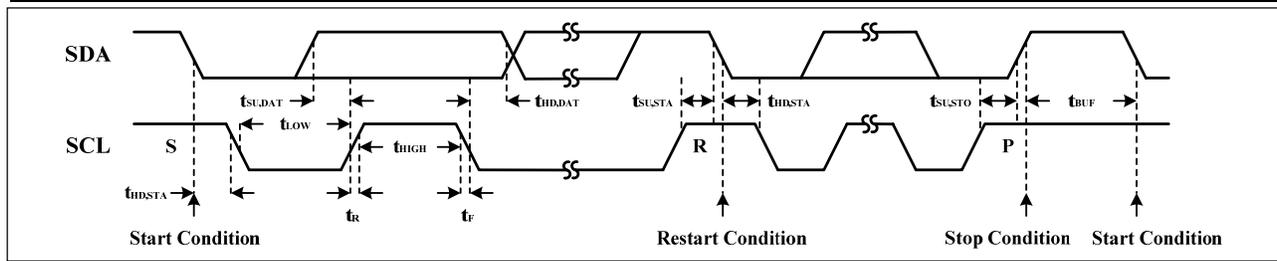 SDA
tSU,DAT
tHD,DAT
tSU,STA
tHD,STA
tSU,STO
tBUF
tLOW
SCL
S
tHIGH
R
P
tHD,STA
tR
tF
Start Condition
Restart Condition
Stop Condition
Start Condition